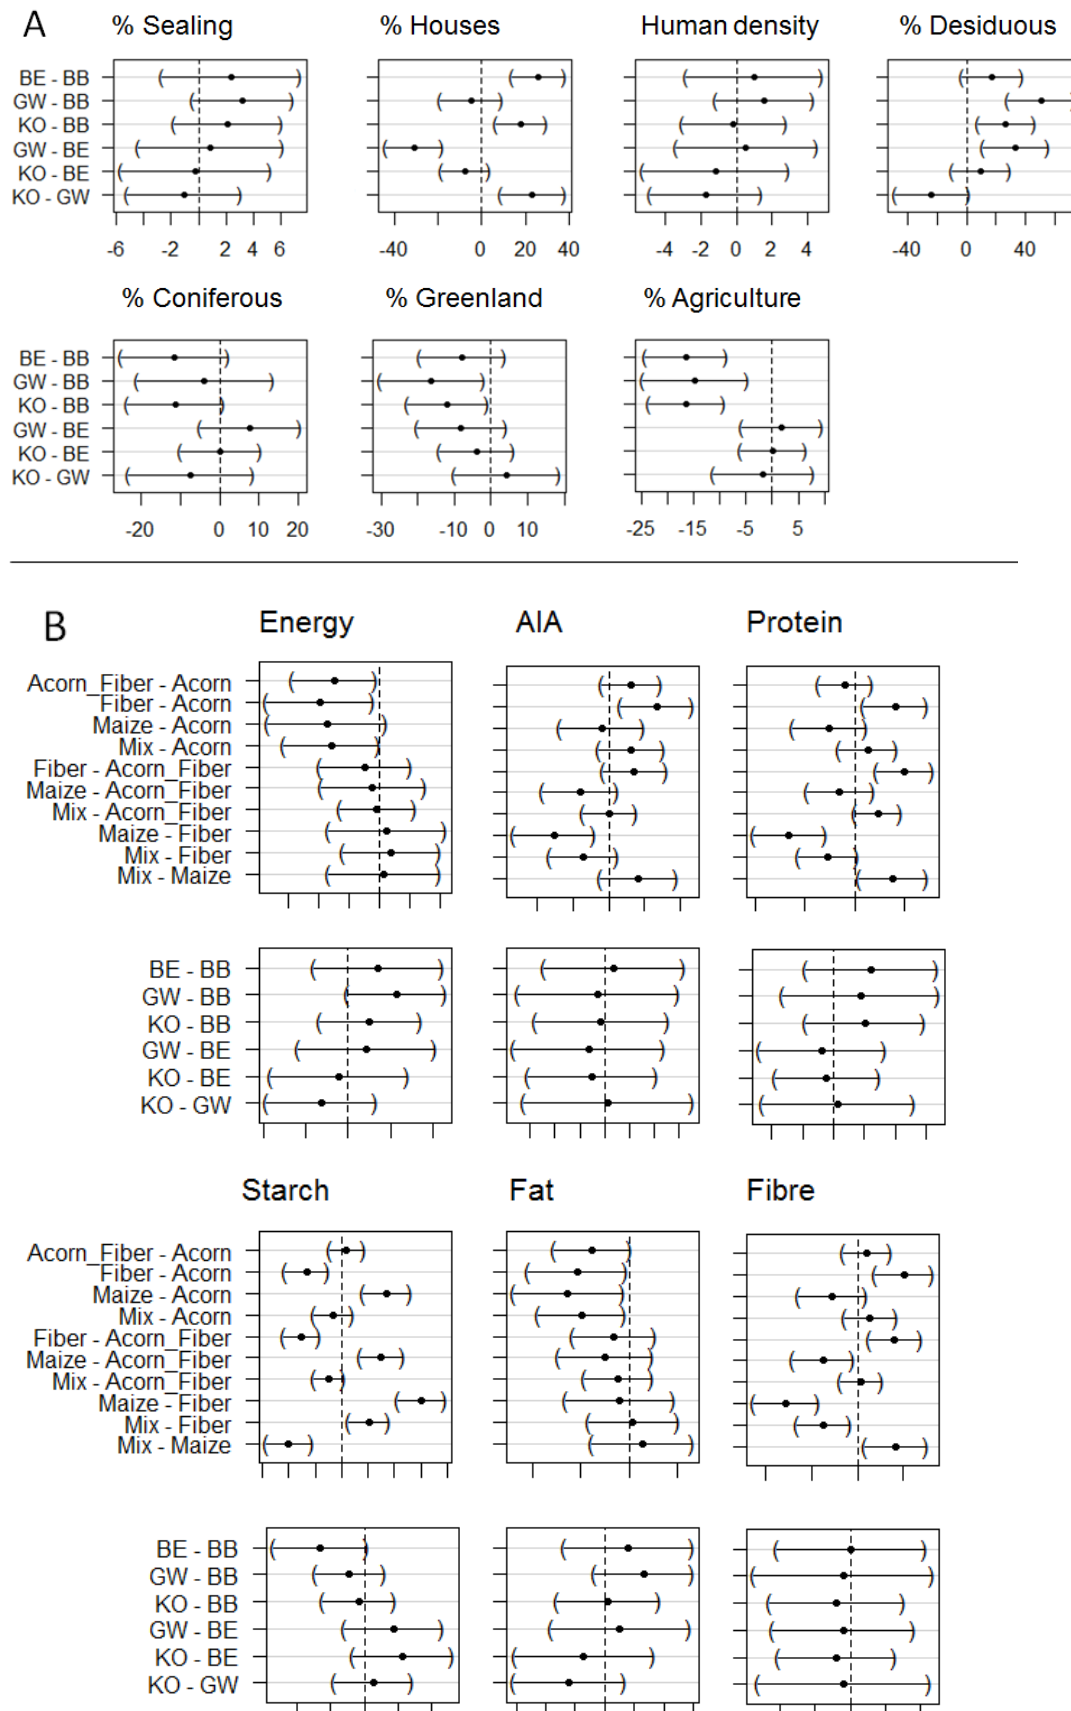 A
% Sealing % Houses Human density % Desiduous
BE - BB
GW - BB
KO - BB
GW - BE
KO - BE
KO - GW
-6 -2 0 2 6 -40 0 20 40 -4 -2 0 2 4 -40 0 40
% Coniferous % Greenland % Agriculture
BE - BB
GW - BB
KO - BB
GW - BE
KO - BE
KO - GW
-20 0 10 20 -30 -10 0 10 -25 -15 -5 5
B
Energy AIA Protein
Acorn_Fiber - Acorn
Fiber - Acorn
Maize - Acorn
Mix - Acorn
Fiber - Acorn_Fiber
Maize - Acorn_Fiber
Mix - Acorn_Fiber
Maize - Fiber
Mix - Fiber
Mix - Maize
BE - BB
GW - BB
KO - BB
GW - BE
KO - BE
KO - GW
Starch Fat Fibre
Acorn_Fiber - Acorn
Fiber - Acorn
Maize - Acorn
Mix - Acorn
Fiber - Acorn_Fiber
Maize - Acorn_Fiber
Mix - Acorn_Fiber
Maize - Fiber
Mix - Fiber
Mix - Maize
BE - BB
GW - BB
KO - BB
GW - BE
KO - BE
KO - GW